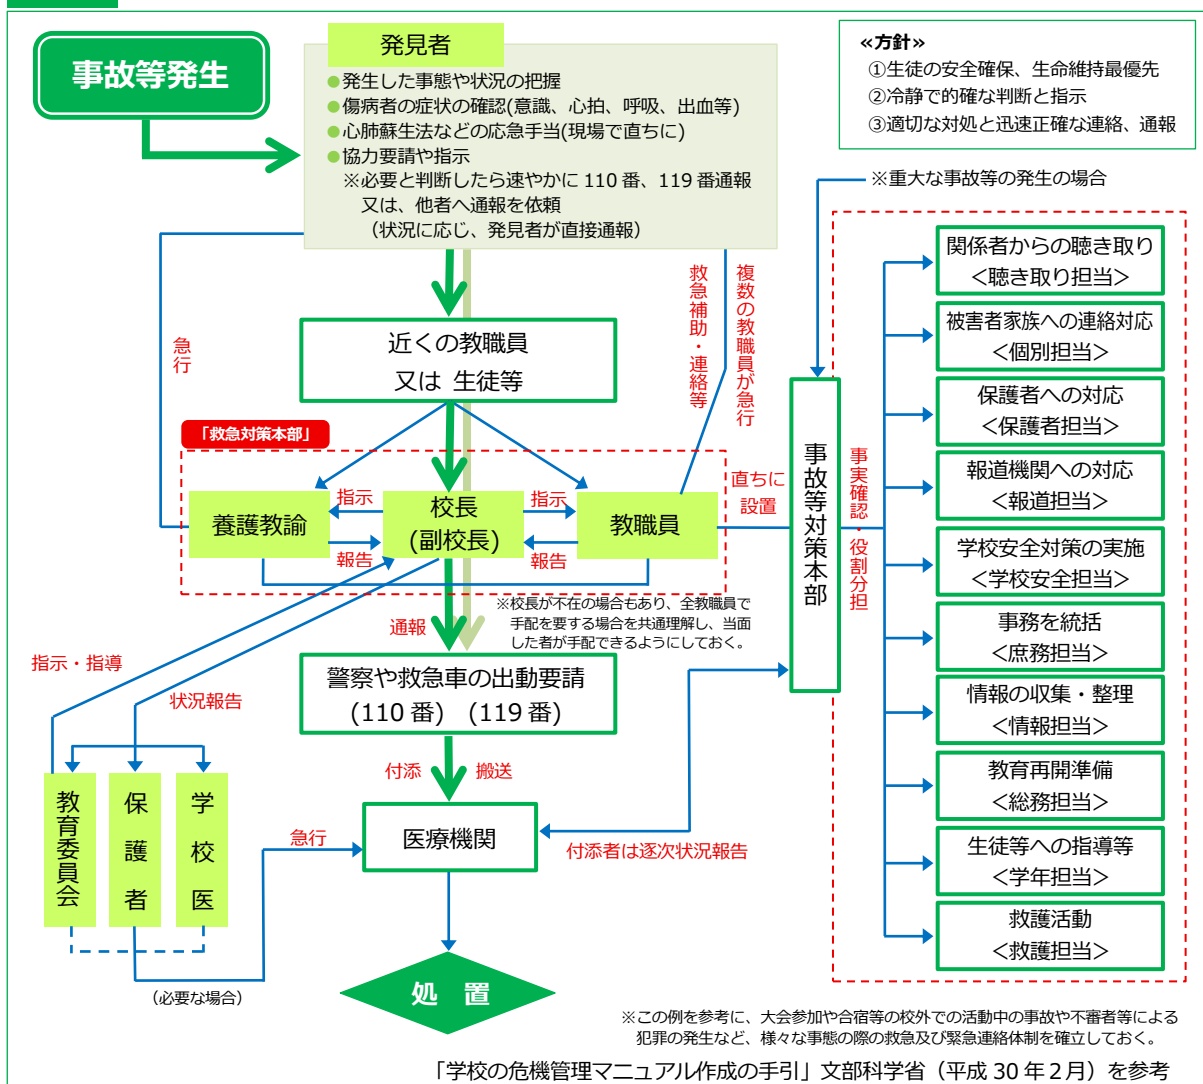 事故等発生
発見者
●発生した事態や状況の把握
●傷病者の症状の確認(意識、心拍、呼吸、出血等)
●心肺蘇生法などの応急手当(現場で直ちに)
●協力要請や指示
※必要と判断したら速やかに 110 番、119 番通報
又は、他者へ通報を依頼
（状況に応じ、発見者が直接通報）
≪方針≫
①生徒の安全確保、生命維持最優先
②冷静で的確な判断と指示
③適切な対処と迅速正確な連絡、通報
※重大な事故等の発生の場合
急行
近くの教職員
又は 生徒等
救急補助・連絡等
複数の教職員が急行
「救急対策本部」
養護教諭
指示
報告
校長
(副校長)
指示
報告
教職員
直ちに
設置
事故等対策本部
事実確認・役割分担
関係者からの聴き取り
＜聴き取り担当＞
被害者家族への連絡対応
＜個別担当＞
保護者への対応
＜保護者担当＞
報道機関への対応
＜報道担当＞
学校安全対策の実施
＜学校安全担当＞
事務を統括
＜庶務担当＞
情報の収集・整理
＜情報担当＞
教育再開準備
＜総務担当＞
生徒等への指導等
＜学年担当＞
救護活動
＜救護担当＞
※校長が不在の場合もあり、全教職員で
手配を要する場合を共通理解し、当面
した者が手配できるようにしておく。
通報
指示・指導
状況報告
警察や救急車の出動要請
(110 番) (119 番)
付添
搬送
教育委員会
保護者
学校医
急行
医療機関
付添者は逐次状況報告
(必要な場合)
処 置
※この例を参考に、大会参加や合宿等の校外での活動中の事故や不審者等による
犯罪の発生など、様々な事態の際の救急及び緊急連絡体制を確立しておく。
「学校の危機管理マニュアル作成の手引」文部科学省（平成 30 年２月）を参考